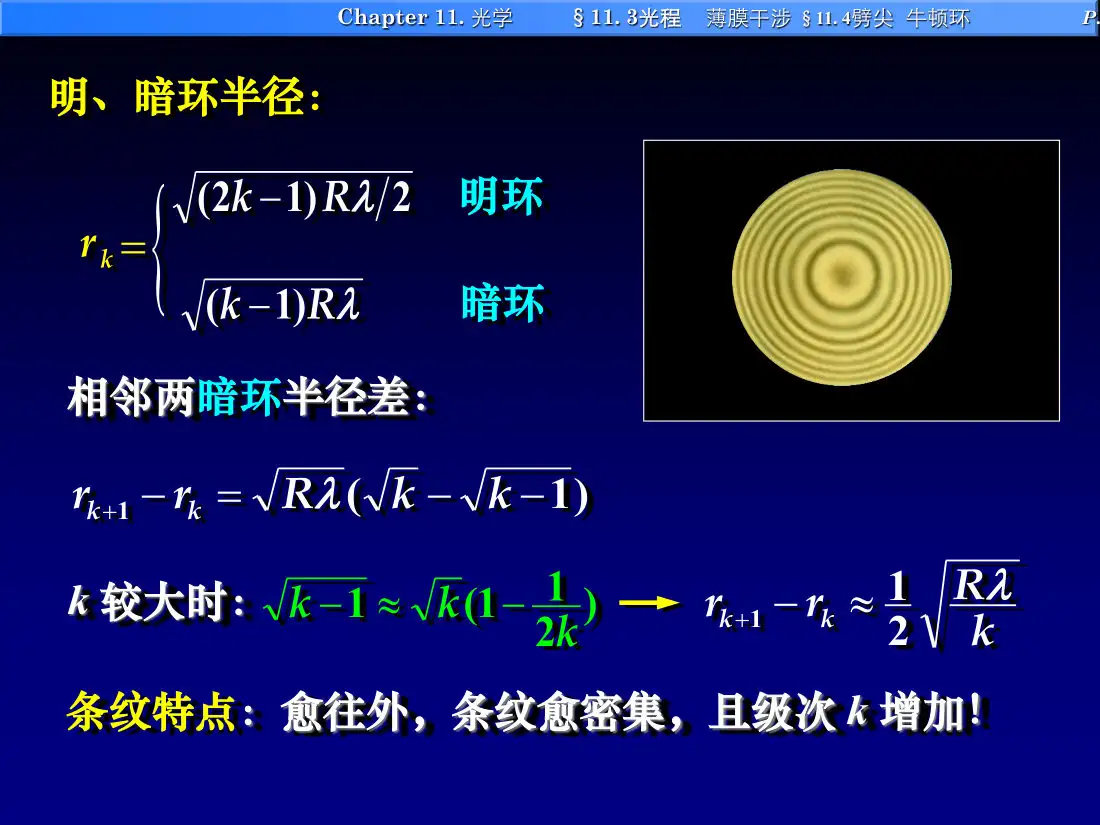 Chapter 11. 光学 §11.3光程 薄膜干涉 §11.4劈尖 牛顿环 P.
明、暗环半径：
√((2k−1)Rλ/2) 明环
r_k = {
√((k−1)Rλ) 暗环
相邻两暗环半径差：
r_{k+1} − r_k = √(Rλ)(√k − √(k−1))
k 较大时：√(k−1) ≈ √k(1 − 1/(2k)) → r_{k+1} − r_k ≈ 1/2 √(Rλ/k)
条纹特点：愈往外，条纹愈密集，且级次 k 增加！